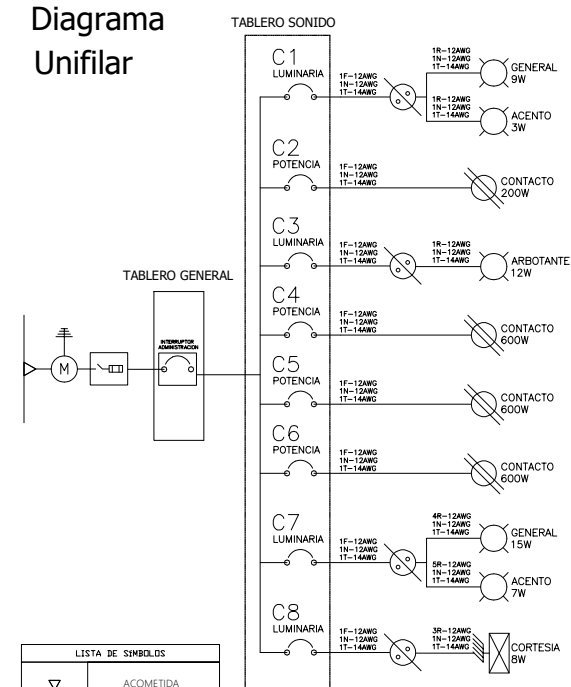 Diagrama
Unifilar
TABLERO SONIDO
C1
LUMINARIA
1F-12AWG
1N-12AWG
1T-14AWG
1R-12AWG
1N-12AWG
1T-14AWG
GENERAL
9W
1R-12AWG
1N-12AWG
1T-14AWG
ACENTO
3W
C2
POTENCIA
1F-12AWG
1N-12AWG
1T-14AWG
CONTACTO
200W
C3
LUMINARIA
1F-12AWG
1N-12AWG
1T-14AWG
1R-12AWG
1N-12AWG
1T-14AWG
ARBOTANTE
12W
TABLERO GENERAL
INTERRUPTOR
ADMINISTRACION
M
C4
POTENCIA
1F-12AWG
1N-12AWG
1T-14AWG
CONTACTO
600W
C5
POTENCIA
1F-12AWG
1N-12AWG
1T-14AWG
CONTACTO
600W
C6
POTENCIA
1F-12AWG
1N-12AWG
1T-14AWG
CONTACTO
600W
C7
LUMINARIA
1F-12AWG
1N-12AWG
1T-14AWG
4R-12AWG
1N-12AWG
1T-14AWG
GENERAL
15W
5R-12AWG
1N-12AWG
1T-14AWG
ACENTO
7W
C8
LUMINARIA
1F-12AWG
1N-12AWG
1T-14AWG
3R-12AWG
1N-12AWG
1T-14AWG
CORTESIA
8W
LISTA DE SÍMBOLOS
ACOMETIDA